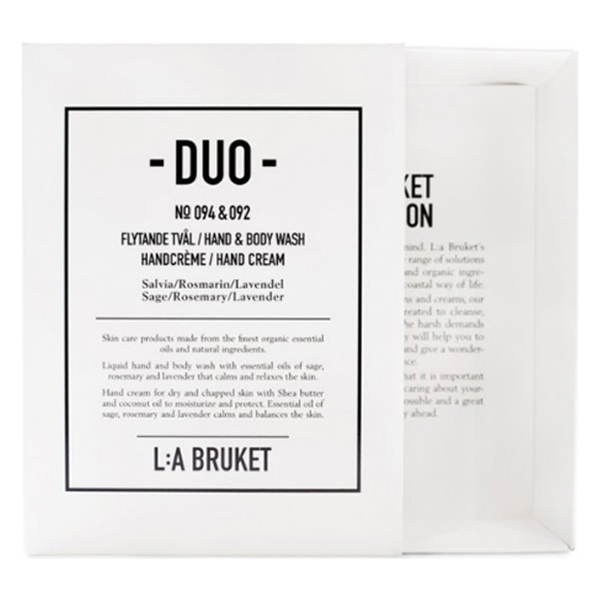 - DUO -
Nº 094 & 092
FLYTANDE TVÅL / HAND & BODY WASH
HANDCRÈME / HAND CREAM
Salvia/Rosmarin/Lavendel
Sage/Rosemary/Lavender
Skin care products made from the finest organic essential
oils and natural ingredients.
Liquid hand and body wash with essential oils of sage,
rosemary and lavender that calms and relaxes the skin.
Hand cream for dry and chapped skin with Shea butter
and coconut oil to moisturize and protect. Essential oil of
sage, rosemary and lavender calms and balances the skin.
L:A BRUKET
KET
ON
mind. L:a Bruket's
range of solutions
and organic ingre-
coastal way of life.
ns and creams, our
reated to cleanse,
he harsh demands
y will help you to
and give a wonder-
ice.
hat it is important
caring about your-
ossible and a great
y ahead.